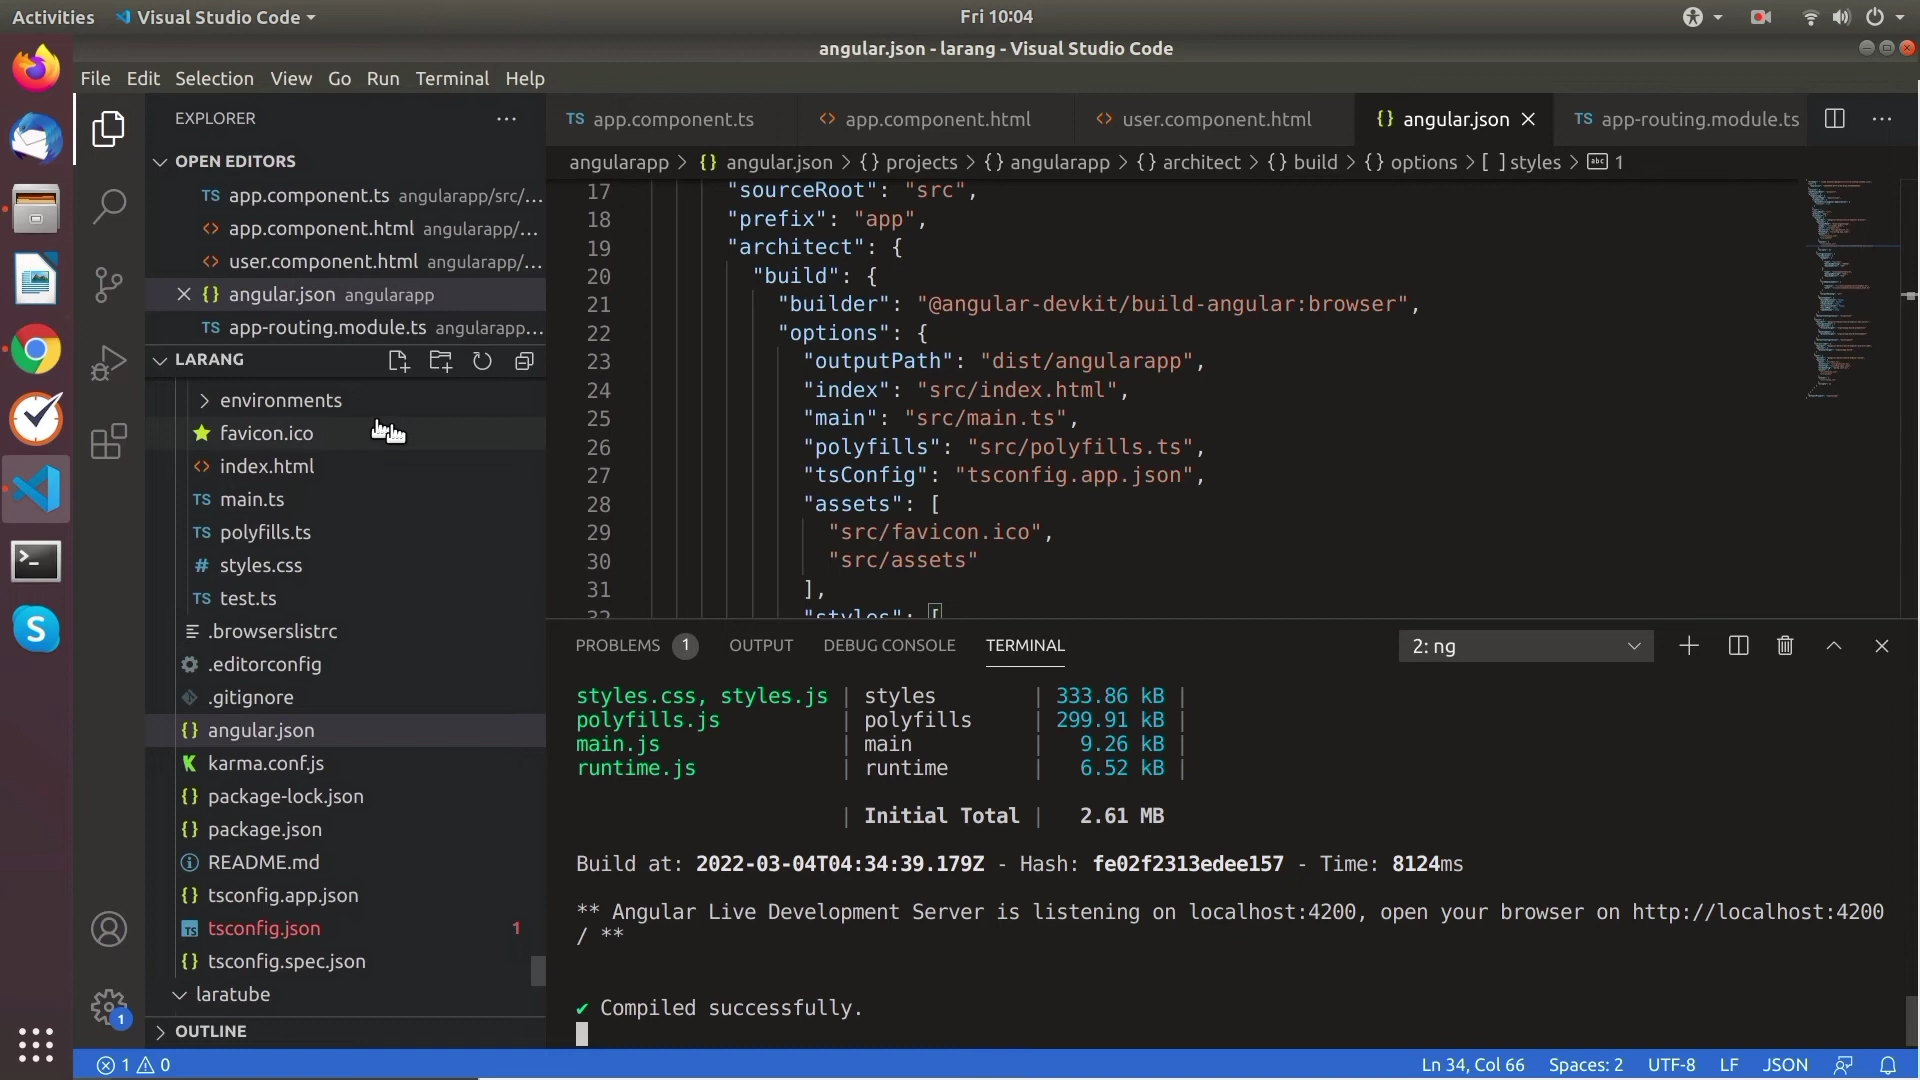 Activities
Visual Studio Code
Fri 10:04
angular.json - larang - Visual Studio Code
File Edit Selection View Go Run Terminal Help
EXPLORER
OPEN EDITORS
TS app.component.ts angularapp/src/...
<> app.component.html angularapp/...
<> user.component.html angularapp/...
{} angular.json angularapp
TS app-routing.module.ts angularapp...
LARANG
environments
favicon.ico
<> index.html
TS main.ts
TS polyfills.ts
# styles.css
TS test.ts
.browserslistrc
.editorconfig
.gitignore
{} angular.json
karma.conf.js
{} package-lock.json
{} package.json
README.md
{} tsconfig.app.json
TS tsconfig.json 1
{} tsconfig.spec.json
laratube
OUTLINE
1
TS app.component.ts
<> app.component.html
<> user.component.html
{} angular.json
TS app-routing.module.ts
angularapp > {} angular.json > {} projects > {} angularapp > {} architect > {} build > {} options > [ ] styles > abc 1
17 "sourceRoot": "src",
18 "prefix": "app",
19 "architect": {
20 "build": {
21 "builder": "@angular-devkit/build-angular:browser",
22 "options": {
23 "outputPath": "dist/angularapp",
24 "index": "src/index.html",
25 "main": "src/main.ts",
26 "polyfills": "src/polyfills.ts",
27 "tsConfig": "tsconfig.app.json",
28 "assets": [
29 "src/favicon.ico",
30 "src/assets"
31 ],
32 "styles": [
PROBLEMS 1 OUTPUT DEBUG CONSOLE TERMINAL
2: ng
styles.css, styles.js | styles | 333.86 kB |
polyfills.js | polyfills | 299.91 kB |
main.js | main | 9.26 kB |
runtime.js | runtime | 6.52 kB |
| Initial Total | 2.61 MB
Build at: 2022-03-04T04:34:39.179Z - Hash: fe02f2313edee157 - Time: 8124ms
** Angular Live Development Server is listening on localhost:4200, open your browser on http://localhost:4200
/ **
✔ Compiled successfully.
1 0
Ln 34, Col 66 Spaces: 2 UTF-8 LF JSON